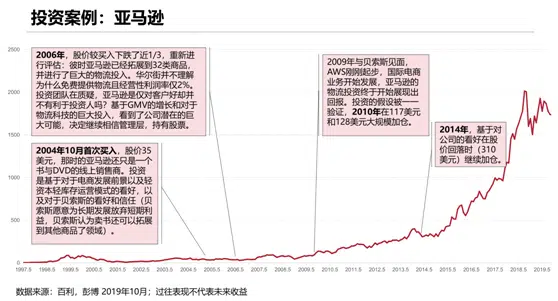 投资案例：亚马逊
2006年，股价较买入下跌了近1/3，重新
进行评估：彼时亚马逊已经拓展到32类商品，
并进行了巨大的物流投入。华尔街并不理解
为什么免费提供物流且经营性利润率仅2%。
投资团队在质疑，亚马逊是仅对客户好却并
不有利于投资人吗？基于GMV的增长和对于
物流科技的巨大投入，看到了公司潜在的巨
大可能，决定继续相信管理层，持有股票。
2004年10月首次买入，股价35
美元，那时的亚马逊还只是一个
书与DVD的线上销售商。投资
是基于对于电商发展前景以及轻
资本轻库存运营模式的看好，以
及对于贝索斯的看好和信任（贝
索斯愿意为长期发展放弃短期利
益，贝索斯认为卖书还可以拓展
到其他商品了领域）。
2009年与贝索斯见面，
AWS刚刚起步，国际电商
业务开始发展，亚马逊的
物流投资终于开始展现出
回报。投资的假设被一一
验证，2010年在117美元
和128美元大规模加仓。
2014年，基于对
公司的看好在股
价回落时（310
美元）继续加仓。
2500
2000
1500
1000
500
0
1997.5 1998.5 1999.5 2000.5 2001.5 2002.5 2003.5 2004.5 2005.5 2006.5 2007.5 2008.5 2009.5 2010.5 2011.5 2012.5 2013.5 2014.5 2015.5 2016.5 2017.5 2018.5 2019.5
数据来源：百利，彭博 2019年10月；过往表现不代表未来收益